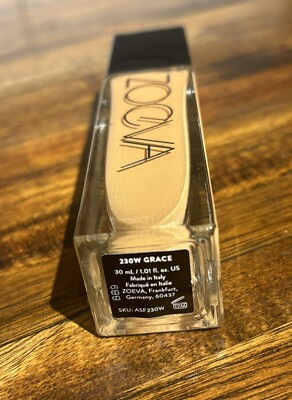 ZOEVA
230W GRACE
30 mL / 1.01 fl. oz. US
Made in Italy
Fabriqué en Italie
ZOEVA, Frankfurt,
Germany, 60437
SKU: ASF230W
12M